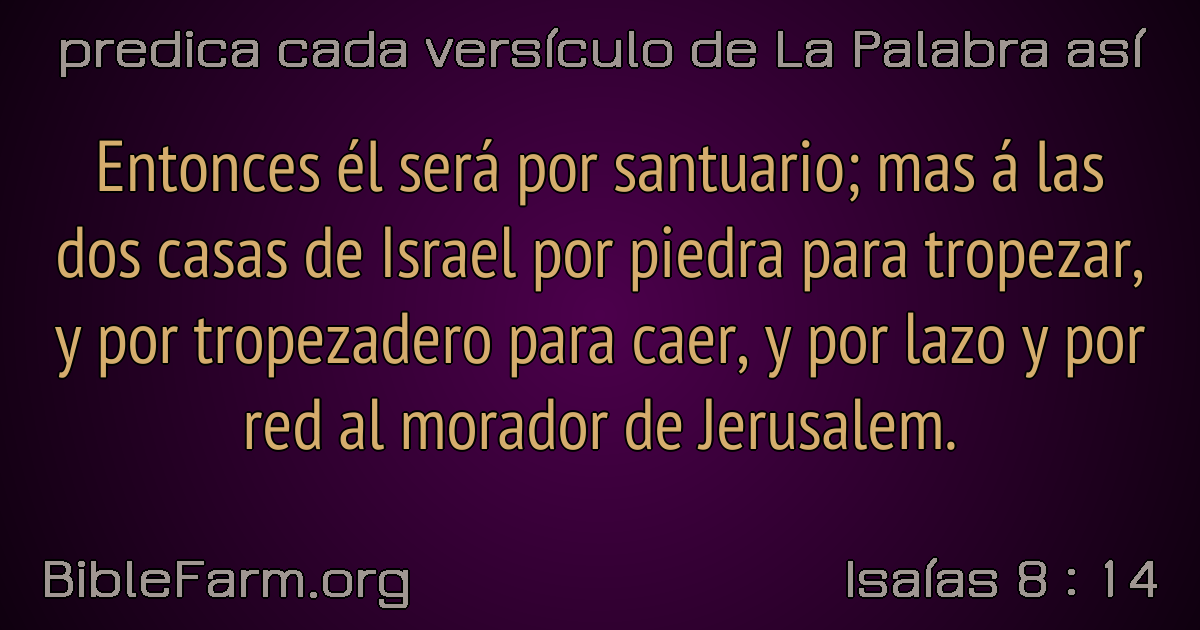 predica cada versículo de La Palabra así
Entonces él será por santuario; mas á las
dos casas de Israel por piedra para tropezar,
y por tropezadero para caer, y por lazo y por
red al morador de Jerusalem.
BibleFarm.org
Isaías 8 : 14